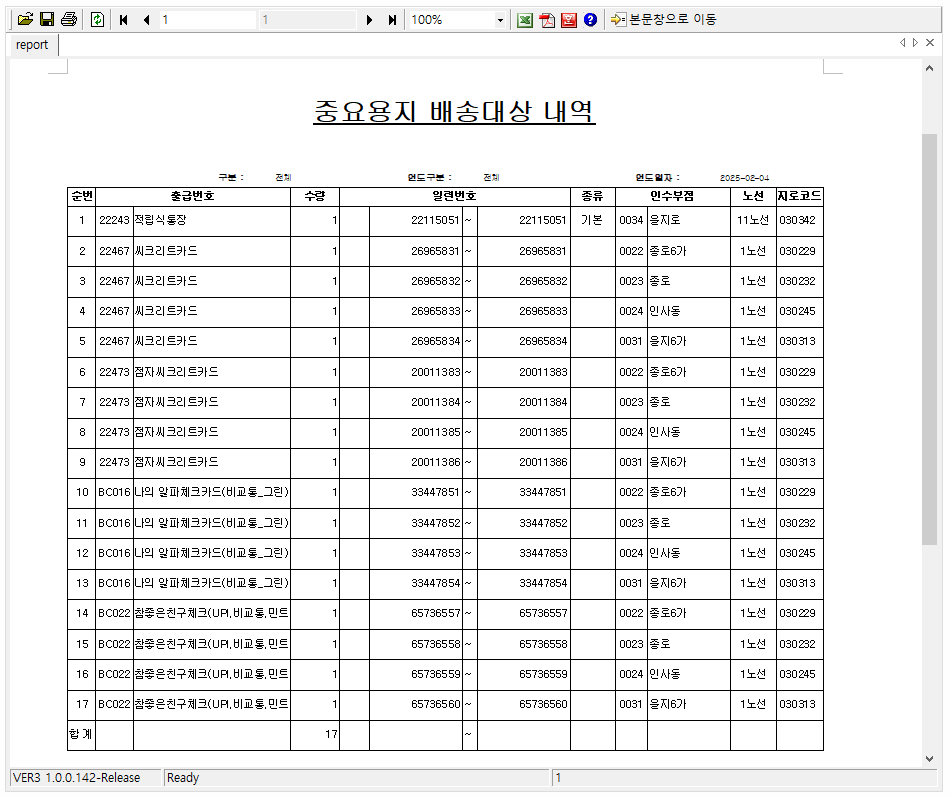 1 1 100% 본문창으로 이동
report
중요용지 배송대상 내역
구분 : 전체 연도구분 : 전체 연도일자 : 2025-02-04
순번 출급번호 수량 일련번호 종류 인수부점 노선 지로코드
1 22243 적립식통장 1 22115051 ~ 22115051 기본 0034 을지로 11노선 030342
2 22467 씨크리트카드 1 26965831 ~ 26965831 0022 종로6가 1노선 030229
3 22467 씨크리트카드 1 26965832 ~ 26965832 0023 종로 1노선 030232
4 22467 씨크리트카드 1 26965833 ~ 26965833 0024 인사동 1노선 030245
5 22467 씨크리트카드 1 26965834 ~ 26965834 0031 을지6가 1노선 030313
6 22473 점자씨크리트카드 1 20011383 ~ 20011383 0022 종로6가 1노선 030229
7 22473 점자씨크리트카드 1 20011384 ~ 20011384 0023 종로 1노선 030232
8 22473 점자씨크리트카드 1 20011385 ~ 20011385 0024 인사동 1노선 030245
9 22473 점자씨크리트카드 1 20011386 ~ 20011386 0031 을지6가 1노선 030313
10 BC016 나의 알파체크카드(비교통_그린) 1 33447851 ~ 33447851 0022 종로6가 1노선 030229
11 BC016 나의 알파체크카드(비교통_그린) 1 33447852 ~ 33447852 0023 종로 1노선 030232
12 BC016 나의 알파체크카드(비교통_그린) 1 33447853 ~ 33447853 0024 인사동 1노선 030245
13 BC016 나의 알파체크카드(비교통_그린) 1 33447854 ~ 33447854 0031 을지6가 1노선 030313
14 BC022 참좋은친구체크(UPI,비교통,민트 1 65736557 ~ 65736557 0022 종로6가 1노선 030229
15 BC022 참좋은친구체크(UPI,비교통,민트 1 65736558 ~ 65736558 0023 종로 1노선 030232
16 BC022 참좋은친구체크(UPI,비교통,민트 1 65736559 ~ 65736559 0024 인사동 1노선 030245
17 BC022 참좋은친구체크(UPI,비교통,민트 1 65736560 ~ 65736560 0031 을지6가 1노선 030313
합계 17 ~
VER3 1.0.0.142-Release Ready 1